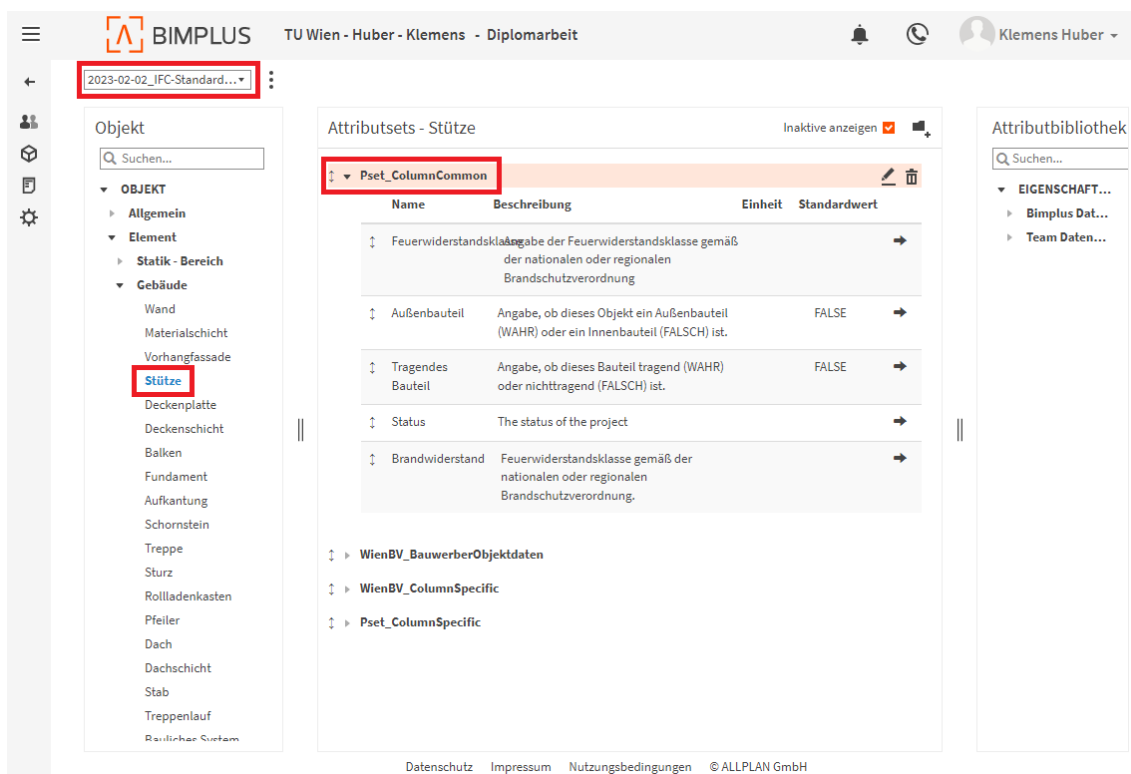 BIMPLUS
TU Wien - Huber - Klemens - Diplomarbeit
Klemens Huber
2023-02-02_IFC-Standard...
Objekt
Suchen...
OBJEKT
Allgemein
Element
Statik - Bereich
Gebäude
Wand
Materialschicht
Vorhangfassade
Stütze
Deckenplatte
Deckenschicht
Balken
Fundament
Aufkantung
Schornstein
Treppe
Sturz
Rollladenkasten
Pfeiler
Dach
Dachschicht
Stab
Treppenlauf
Bauliches System
Attributsets - Stütze
Inaktive anzeigen
Pset_ColumnCommon
Name Beschreibung Einheit Standardwert
Feuerwiderstandsklasse Angabe der Feuerwiderstandsklasse gemäß
der nationalen oder regionalen
Brandschutzverordnung
Außenbauteil Angabe, ob dieses Objekt ein Außenbauteil FALSE
(WAHR) oder ein Innenbauteil (FALSCH) ist.
Tragendes Angabe, ob dieses Bauteil tragend (WAHR) FALSE
Bauteil oder nichttragend (FALSCH) ist.
Status The status of the project
Brandwiderstand Feuerwiderstandsklasse gemäß der
nationalen oder regionalen
Brandschutzverordnung.
WienBV_BauwerberObjektdaten
WienBV_ColumnSpecific
Pset_ColumnSpecific
Attributbibliothek
Suchen...
EIGENSCHAFT...
Bimplus Dat...
Team Daten...
Datenschutz Impressum Nutzungsbedingungen © ALLPLAN GmbH